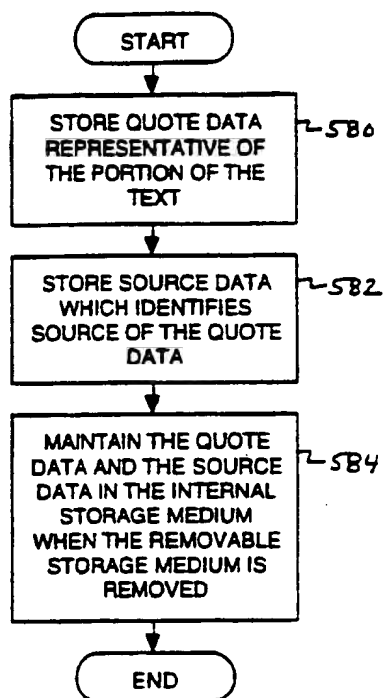 START
STORE QUOTE DATA
REPRESENTATIVE OF
THE PORTION OF THE
TEXT
580
STORE SOURCE DATA
WHICH IDENTIFIES
SOURCE OF THE QUOTE
DATA
582
MAINTAIN THE QUOTE
DATA AND THE SOURCE
DATA IN THE INTERNAL
STORAGE MEDIUM
WHEN THE REMOVABLE
STORAGE MEDIUM IS
REMOVED
584
END